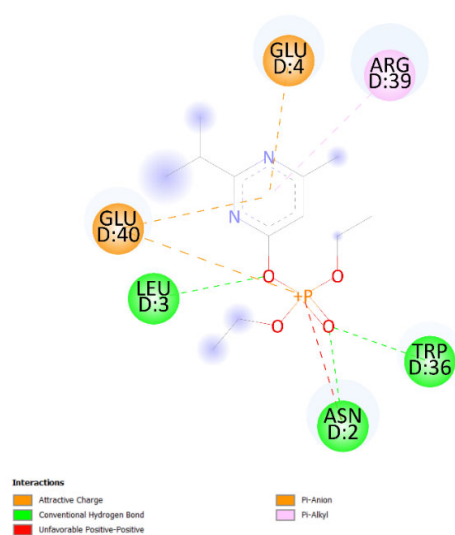 GLU
D:4
ARG
D:39
N
N
GLU
D:40
LEU
D:3
O
+P
O
O
O
TRP
D:36
ASN
D:2
Interactions
Attractive Charge
Conventional Hydrogen Bond
Unfavorable Positive-Positive
Pi-Anion
Pi-Alkyl